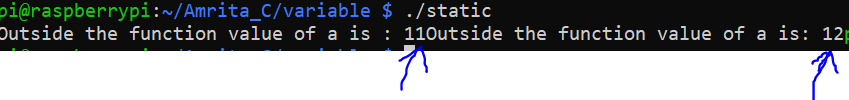 pi@raspberrypi:~/Amrita_C/variable $ ./static
Outside the function value of a is : 11Outside the function value of a is: 12p